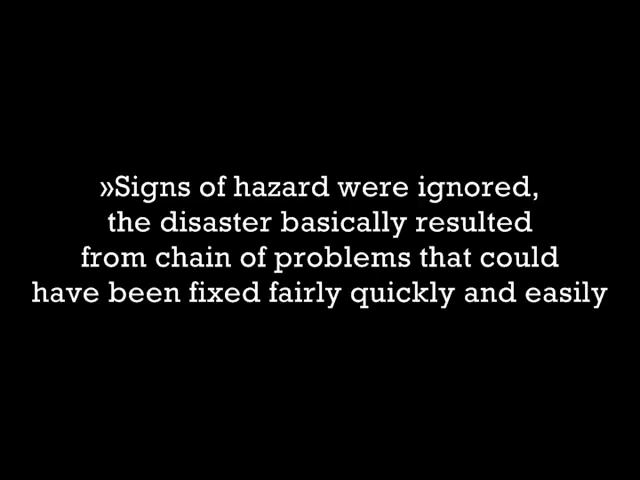 »Signs of hazard were ignored,
the disaster basically resulted
from chain of problems that could
have been fixed fairly quickly and easily